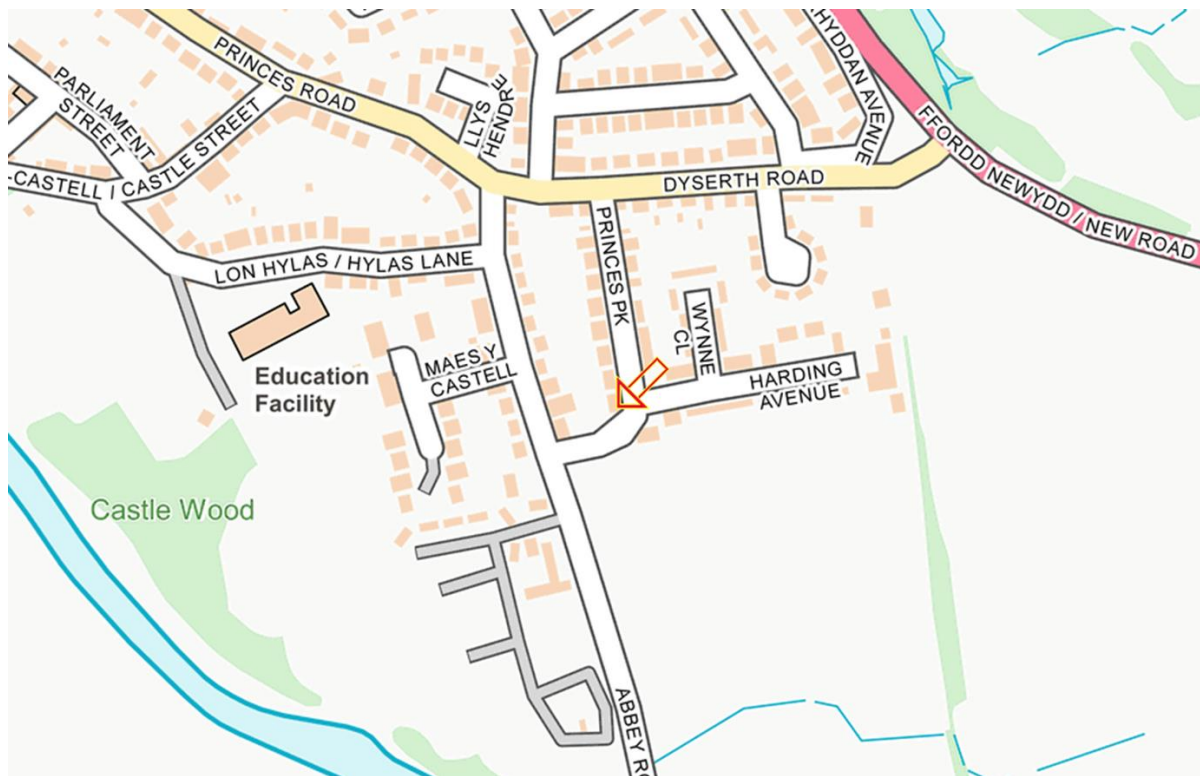 PRINCES ROAD
PARLIAMENT
STREET
LLYS
HENDRE
HYDDAN AVENUE
FFORDD NEWYDD / NEW ROAD
-CASTELL / CASTLE STREET
DYSERTH ROAD
PRINCES PK
LON HYLAS / HYLAS LANE
WYNNE
CL
MAES Y
CASTELL
HARDING
AVENUE
Education
Facility
Castle Wood
ABBEY RO